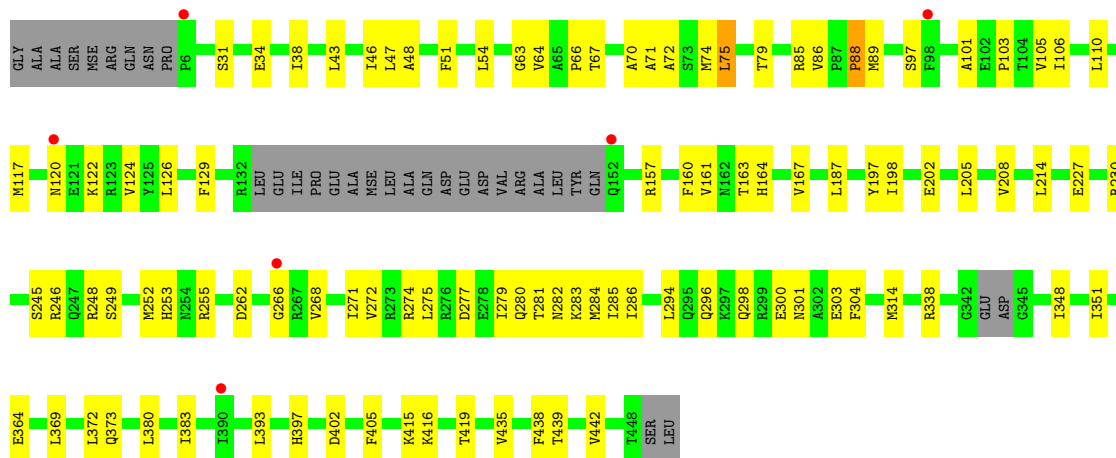 GLY ALA ALA SER MSE ARG GLN ASN PRO P6 S31 E34 I38 L43 I46 L47 A48 F51 L54 G63 V64 A65 P66 T67 A70 A71 A72 S73 M74 L75 T79 R85 V86 P87 P88 M89 S97 F98 A101 E102 P103 T104 V105 I106 L110
M117 N120 E121 K122 R123 V124 Y125 L126 F129 R132 LEU GLU ILE PRO GLU ALA MSE LEU ALA GLN ASP GLU ASP VAL ARG ALA LEU TYR GLN Q152 R157 F160 V161 N162 T163 H164 V167 L187 Y197 I198 E202 L205 V208 L214 E227
S245 R246 Q247 R248 S249 M252 H253 N254 R255 D262 G266 R267 V268 I271 V272 R273 R274 L275 R276 D277 E278 I279 Q280 T281 N282 K283 M284 I285 I286 L294 Q295 Q296 K297 Q298 R299 E300 N301 A302 E303 F304 M314 R338 G342 GLU ASP G345 I348 I351
E364 L369 L372 Q373 L380 I383 I390 L393 H397 D402 F405 K415 K416 T419 V435 F438 T439 V442 T448 SER LEU